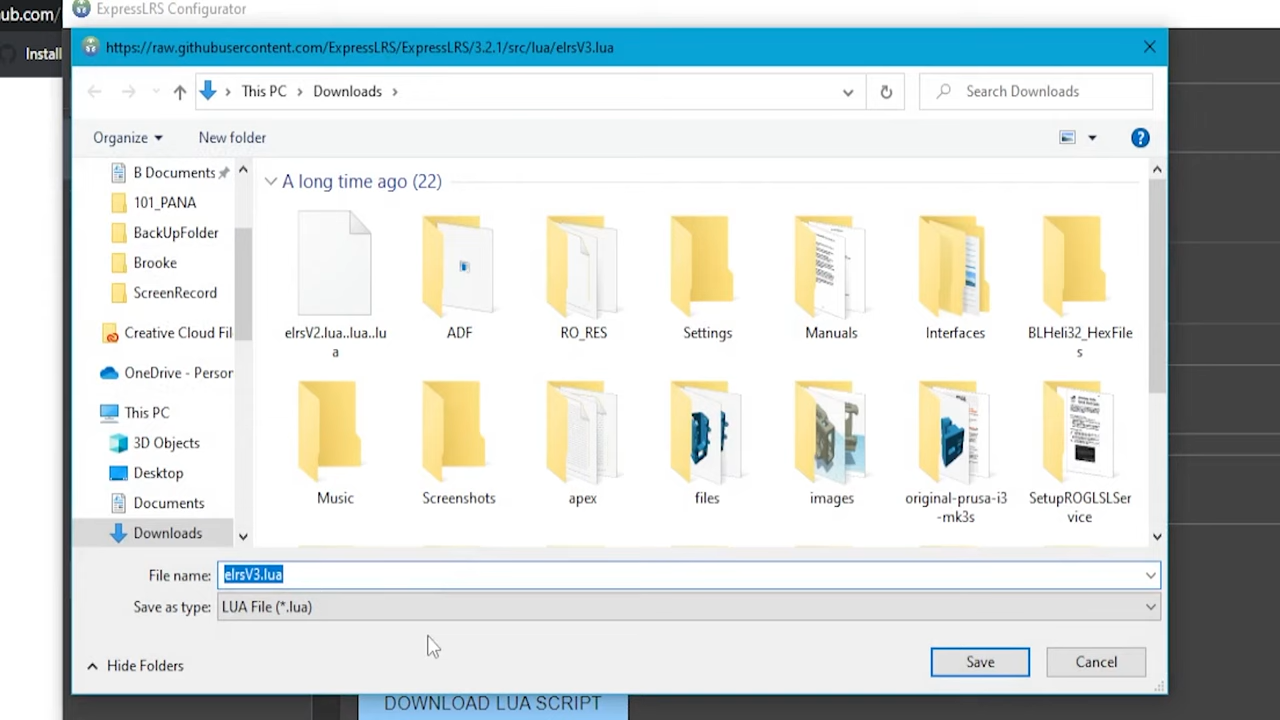 ub.com/
ExpressLRS Configurator
Install
https://raw.githubusercontent.com/ExpressLRS/ExpressLRS/3.2.1/src/lua/elrsV3.lua
This PC > Downloads >
Search Downloads
Organize
New folder
B Documents
101_PANA
BackUpFolder
Brooke
ScreenRecord
Creative Cloud Fil
OneDrive - Person
This PC
3D Objects
Desktop
Documents
Downloads
A long time ago (22)
elrsV2.lua..lua..lu
a
ADF
RO_RES
Settings
Manuals
Interfaces
BLHeli32_HexFile
s
Music
Screenshots
apex
files
images
original-prusa-i3
-mk3s
SetupROGLSLSer
vice
File name:
elrsV3.lua
Save as type:
LUA File (*.lua)
Hide Folders
Save
Cancel
DOWNLOAD LUA SCRIPT